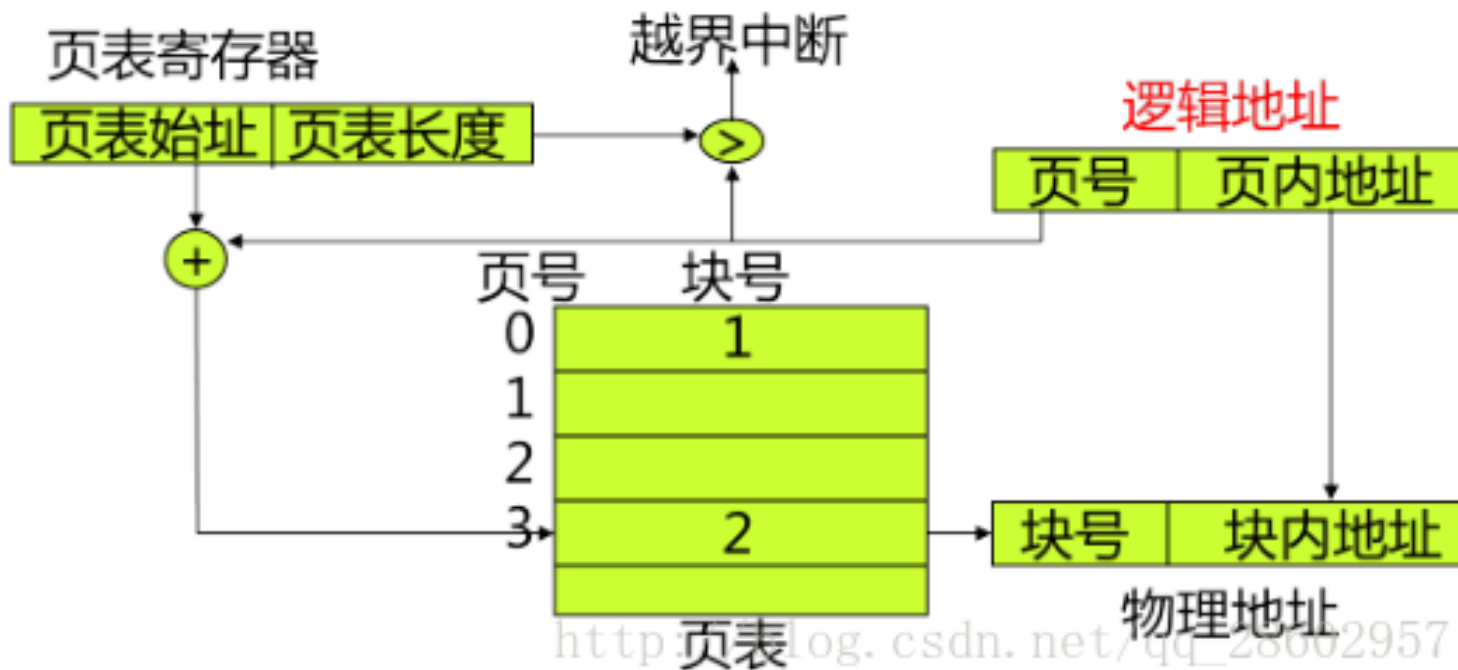 页表寄存器
越界中断
逻辑地址
页表始址 页表长度
>
页号 页内地址
+
页号 块号
0 1
1
2
3 2
块号 块内地址
物理地址
页表